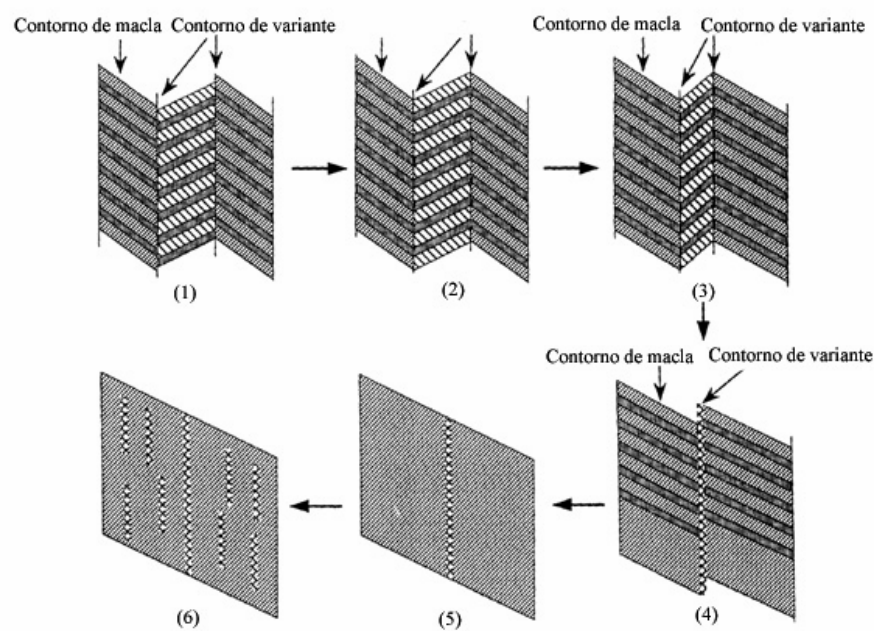 Contorno de macla Contorno de variante
Contorno de macla
Contorno de variante
(1)
(2)
(3)
Contorno de macla Contorno de variante
(6)
(5)
(4)